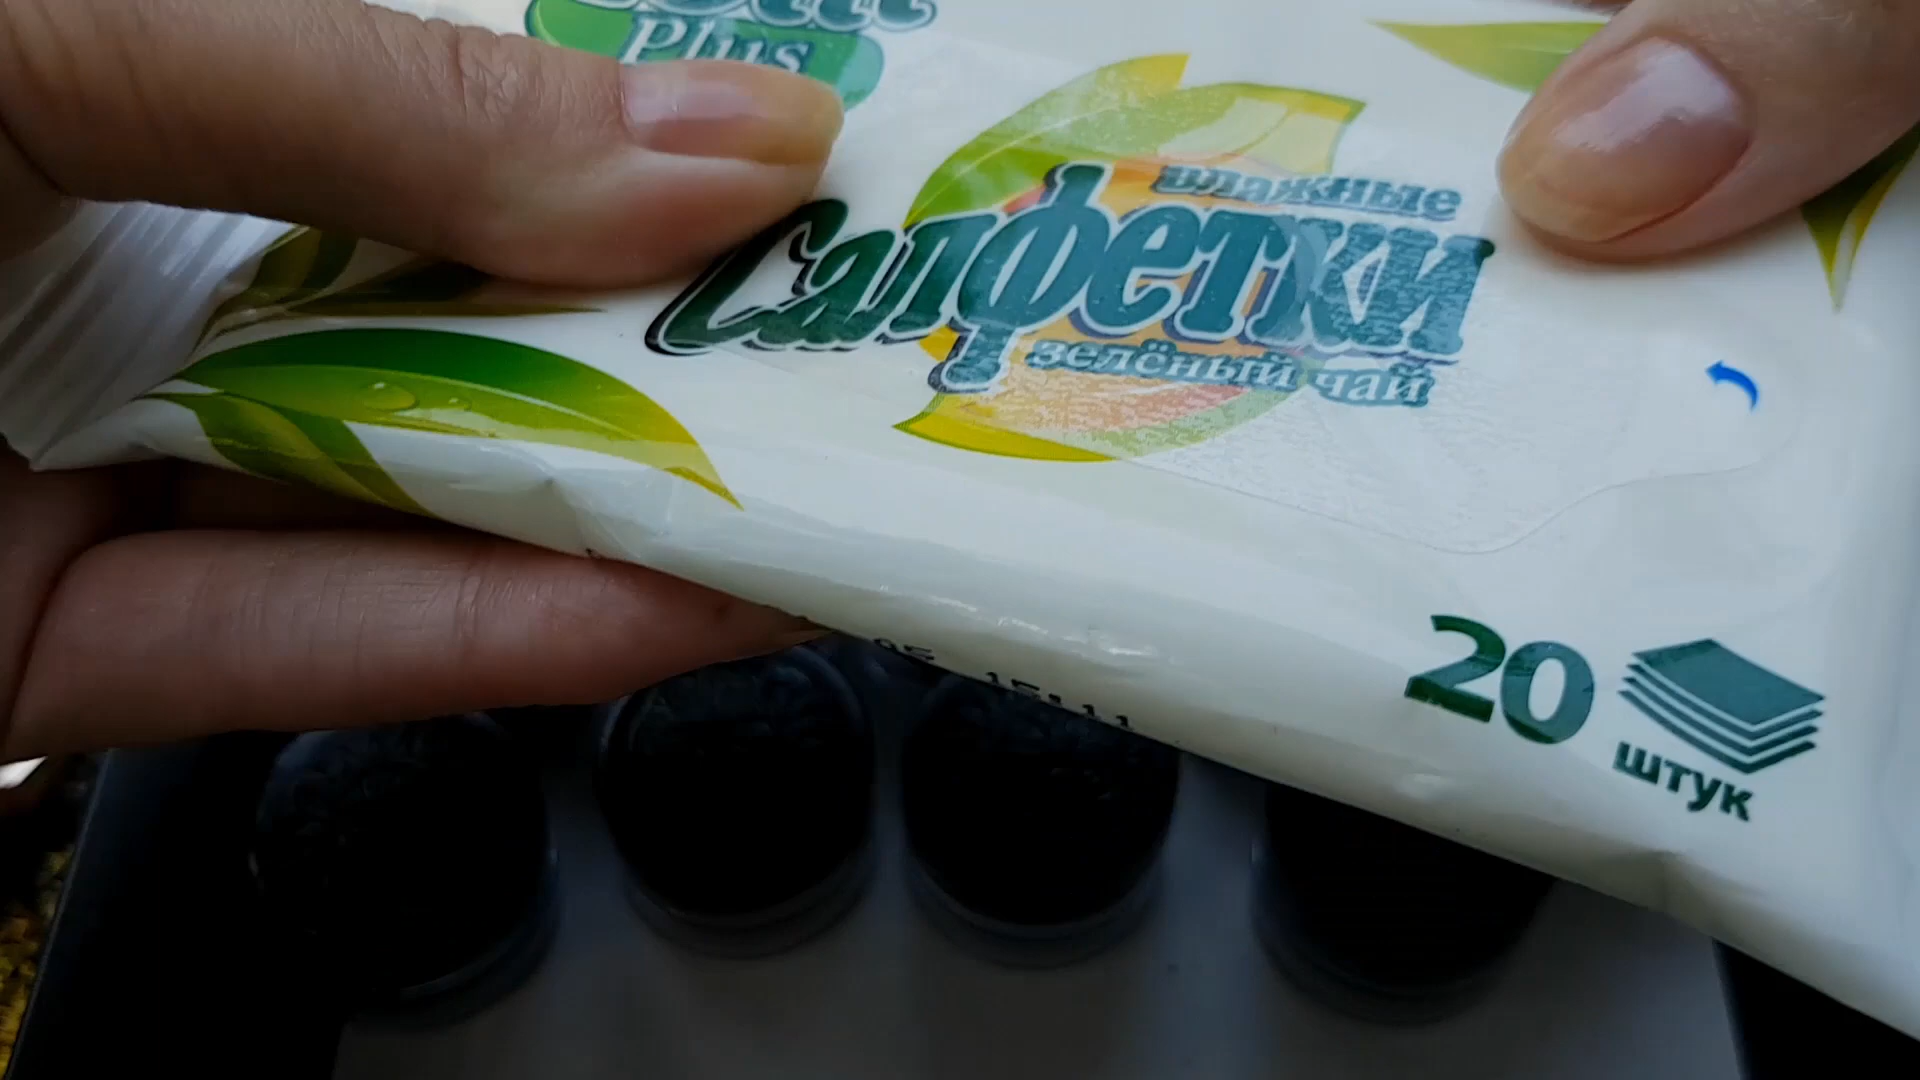 Plus
влажные
Салфетки
зелёный чай
20
штук